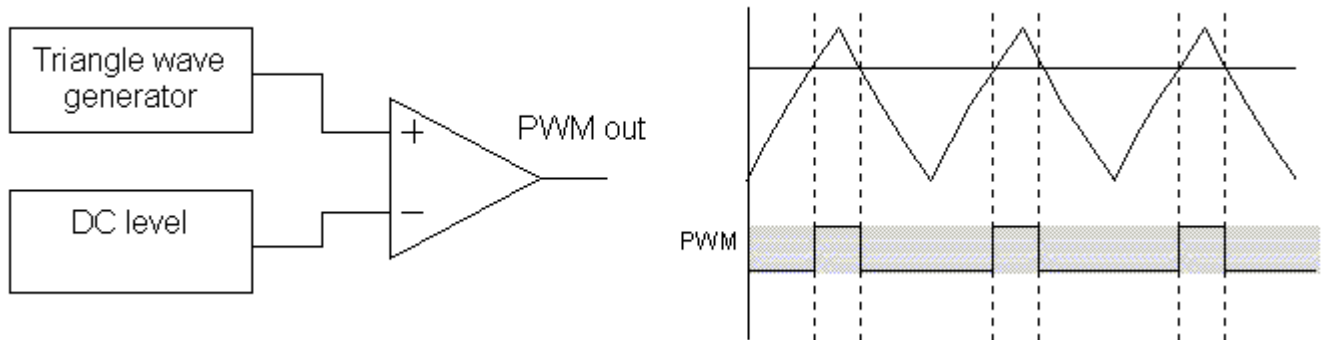 Triangle wave
generator
+
PWM out
DC level
−
PWM